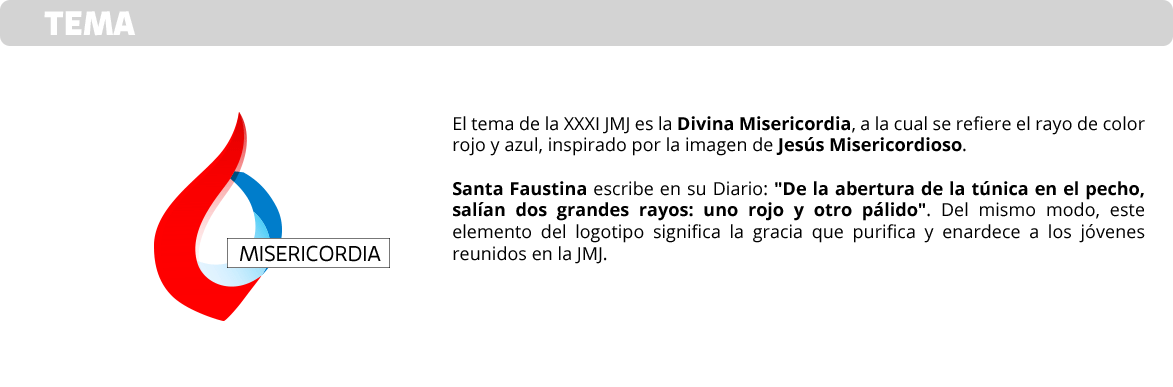 TEMA
El tema de la XXXI JMJ es la Divina Misericordia, a la cual se refiere el rayo de color
rojo y azul, inspirado por la imagen de Jesús Misericordioso.
Santa Faustina escribe en su Diario: "De la abertura de la túnica en el pecho,
salían dos grandes rayos: uno rojo y otro pálido". Del mismo modo, este
elemento del logotipo significa la gracia que purifica y enardece a los jóvenes
reunidos en la JMJ.
MISERICORDIA